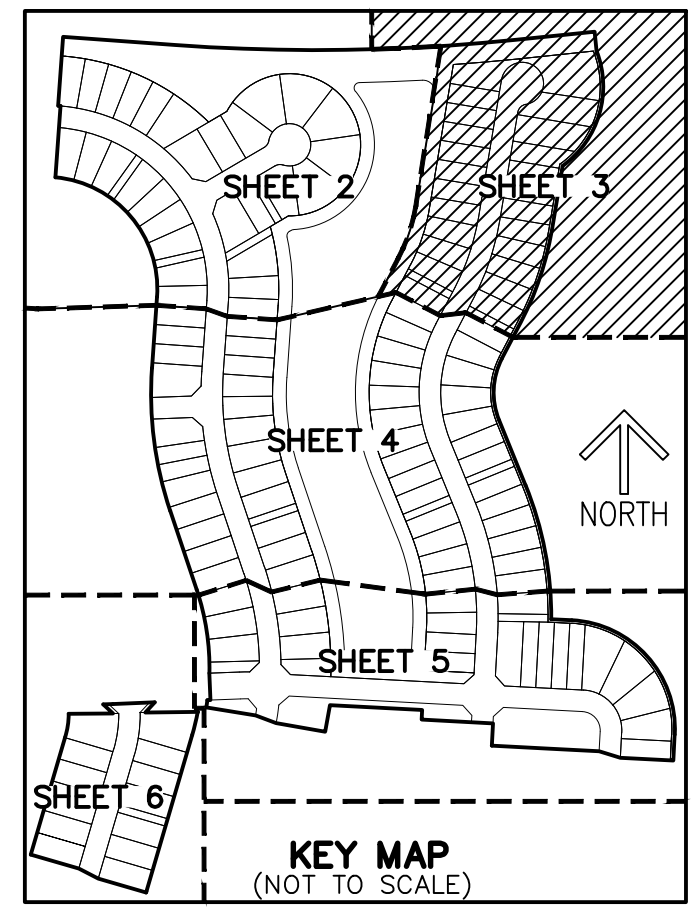 SHEET 2
SHEET 3
SHEET 4
NORTH
SHEET 5
SHEET 6
KEY MAP
(NOT TO SCALE)